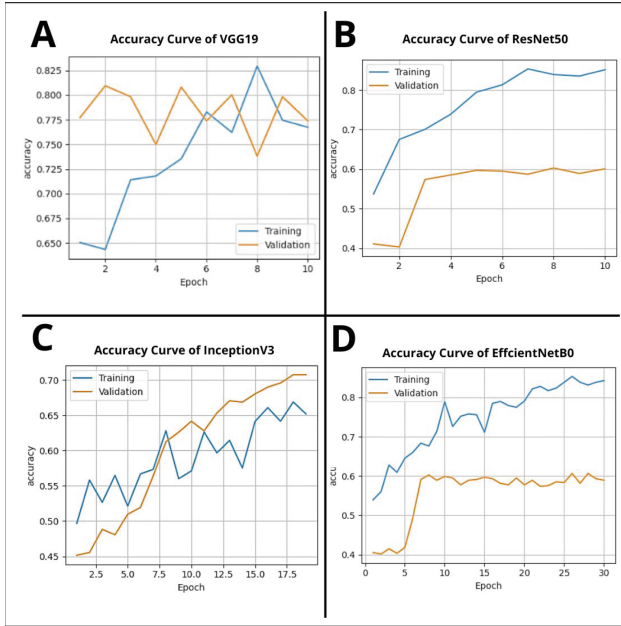 A
Accuracy Curve of VGG19
0.825
0.800
0.775
0.750
0.725
0.700
0.675
0.650
accuracy
Training
Validation
2 4 6 8 10
Epoch
B
Accuracy Curve of ResNet50
Training
Validation
0.8
0.7
0.6
0.5
0.4
accuracy
2 4 6 8 10
Epoch
C
Accuracy Curve of InceptionV3
Training
Validation
0.70
0.65
0.60
0.55
0.50
0.45
accuracy
2.5 5.0 7.5 10.0 12.5 15.0 17.5
Epoch
D
Accuracy Curve of EffcientNetB0
Training
Validation
0.8
0.7
0.6
0.5
0.4
accu
0 5 10 15 20 25 30
Epoch